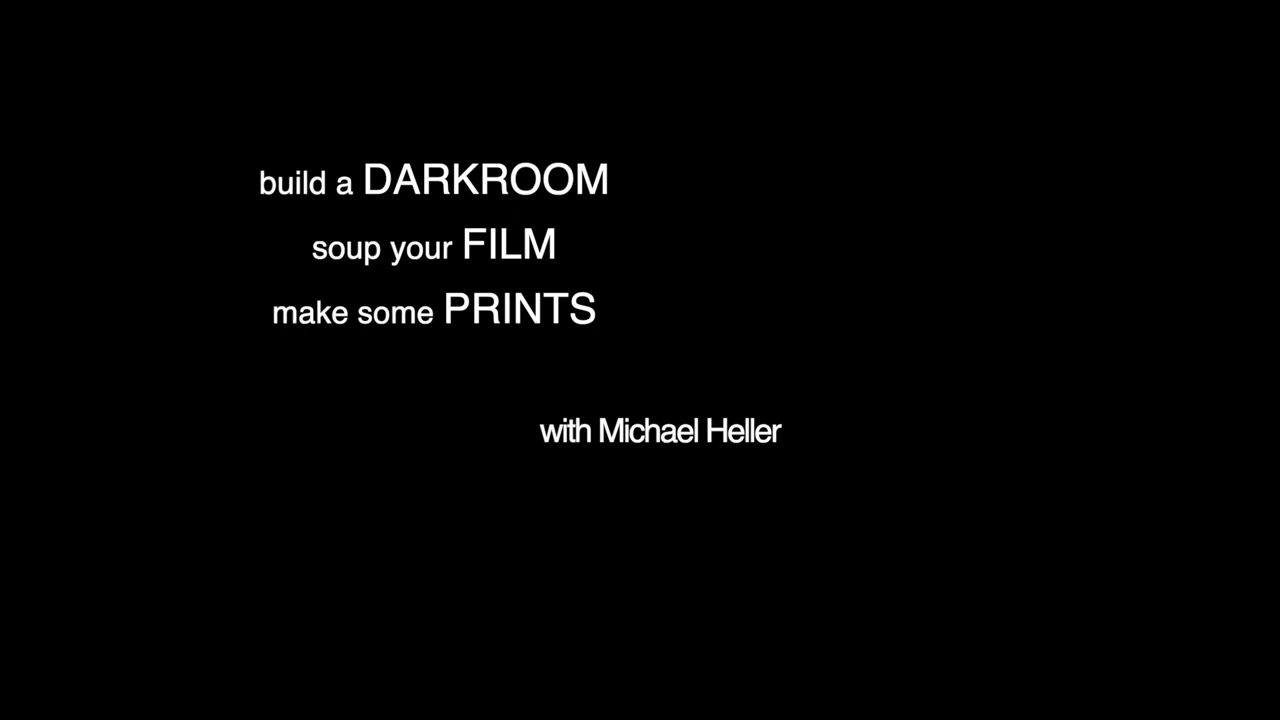 build a DARKROOM
soup your FILM
make some PRINTS
with Michael Heller